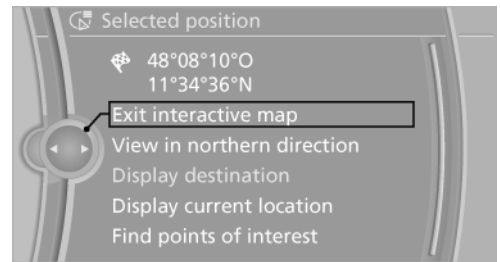 Selected position
48°08'10"O
11°34'36"N
Exit interactive map
View in northern direction
Display destination
Display current location
Find points of interest